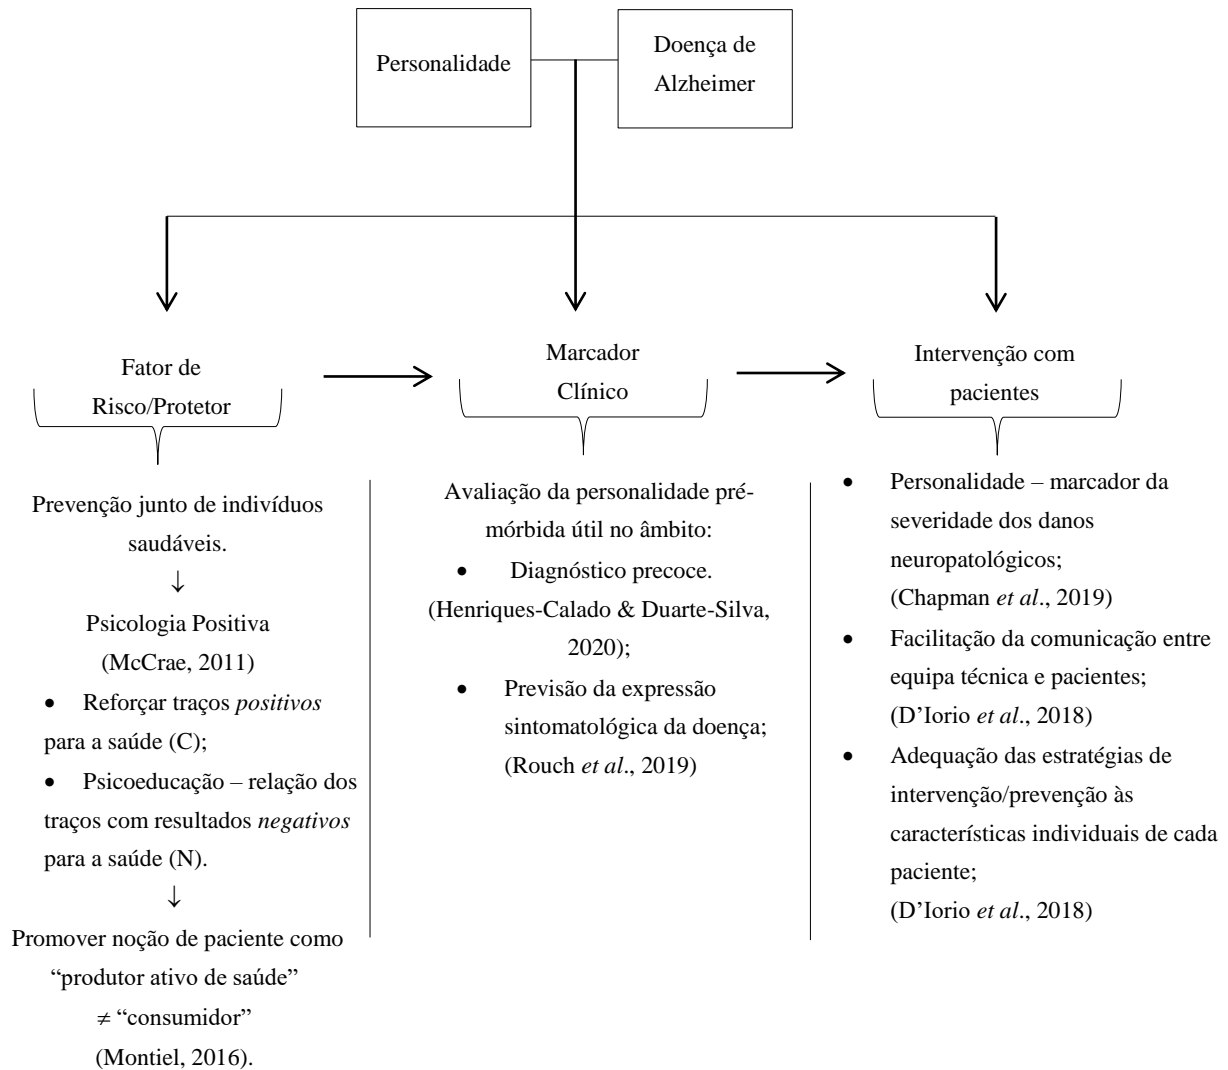 Personalidade
Doença de
Alzheimer
Fator de
Risco/Protetor
Marcador
Clínico
Intervenção com
pacientes
Prevenção junto de indivíduos
saudáveis.
↓
Psicologia Positiva
(McCrae, 2011)
• Reforçar traços positivos
para a saúde (C);
• Psicoeducação – relação dos
traços com resultados negativos
para a saúde (N).
↓
Promover noção de paciente como
“produtor ativo de saúde”
≠ “consumidor”
(Montiel, 2016).
Avaliação da personalidade pré-
mórbida útil no âmbito:
• Diagnóstico precoce.
(Henriques-Calado & Duarte-Silva,
2020);
• Previsão da expressão
sintomatológica da doença;
(Rouch et al., 2019)
• Personalidade – marcador da
severidade dos danos
neuropatológicos;
(Chapman et al., 2019)
• Facilitação da comunicação entre
equipa técnica e pacientes;
(D’Iorio et al., 2018)
• Adequação das estratégias de
intervenção/prevenção às
características individuais de cada
paciente;
(D’Iorio et al., 2018)